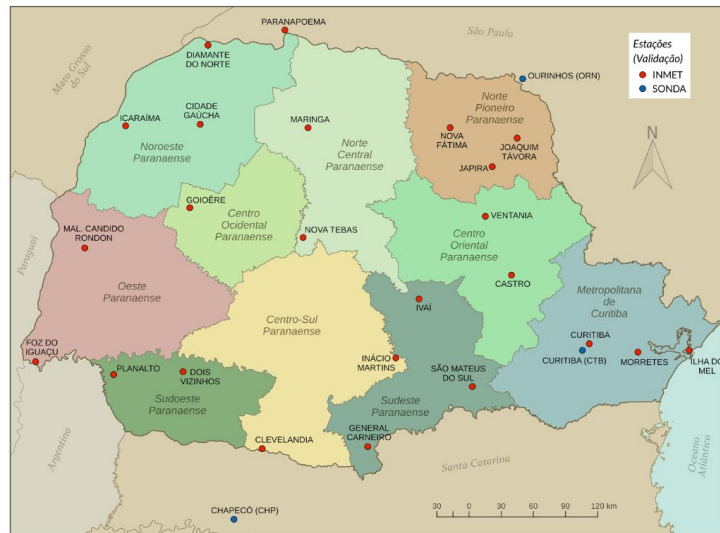 PARANAPOEMA
São Paulo
Mato Grosso
do Sul
DIAMANTE
DO NORTE
Estações
(Validação)
INMET
SONDA
OURINHOS (ORN)
Norte
Pioneiro
Paranaense
ICARAÍMA
CIDADE
GAÚCHA
MARINGA
NOVA
FÁTIMA
JOAQUIM
TÁVORA
JAPIRA
N
Noroeste
Paranaense
Norte
Central
Paranaense
GOIOÊRE
Centro
Ocidental
Paranaense
VENTANIA
MAL. CANDIDO
RONDON
NOVA TEBAS
Centro
Oriental
Paranaense
Paraguai
Oeste
Paranaense
CASTRO
Metropolitana
de
Curitiba
IVAÍ
Centro-Sul
Paranaense
FOZ DO
IGUAÇU
CURITIBA
CURITIBA (CTB)
MORRETES
ILHA DO
MEL
PLANALTO
DOIS
VIZINHOS
INÁCIO
MARTINS
SÃO MATEUS
DO SUL
Sudoeste
Paranaense
Sudeste
Paranaense
Argentina
CLEVELANDIA
GENERAL
CARNEIRO
Santa Catarina
Oceano
Atlântico
CHAPECÓ (CHP)
30 0 30 60 90 120 km